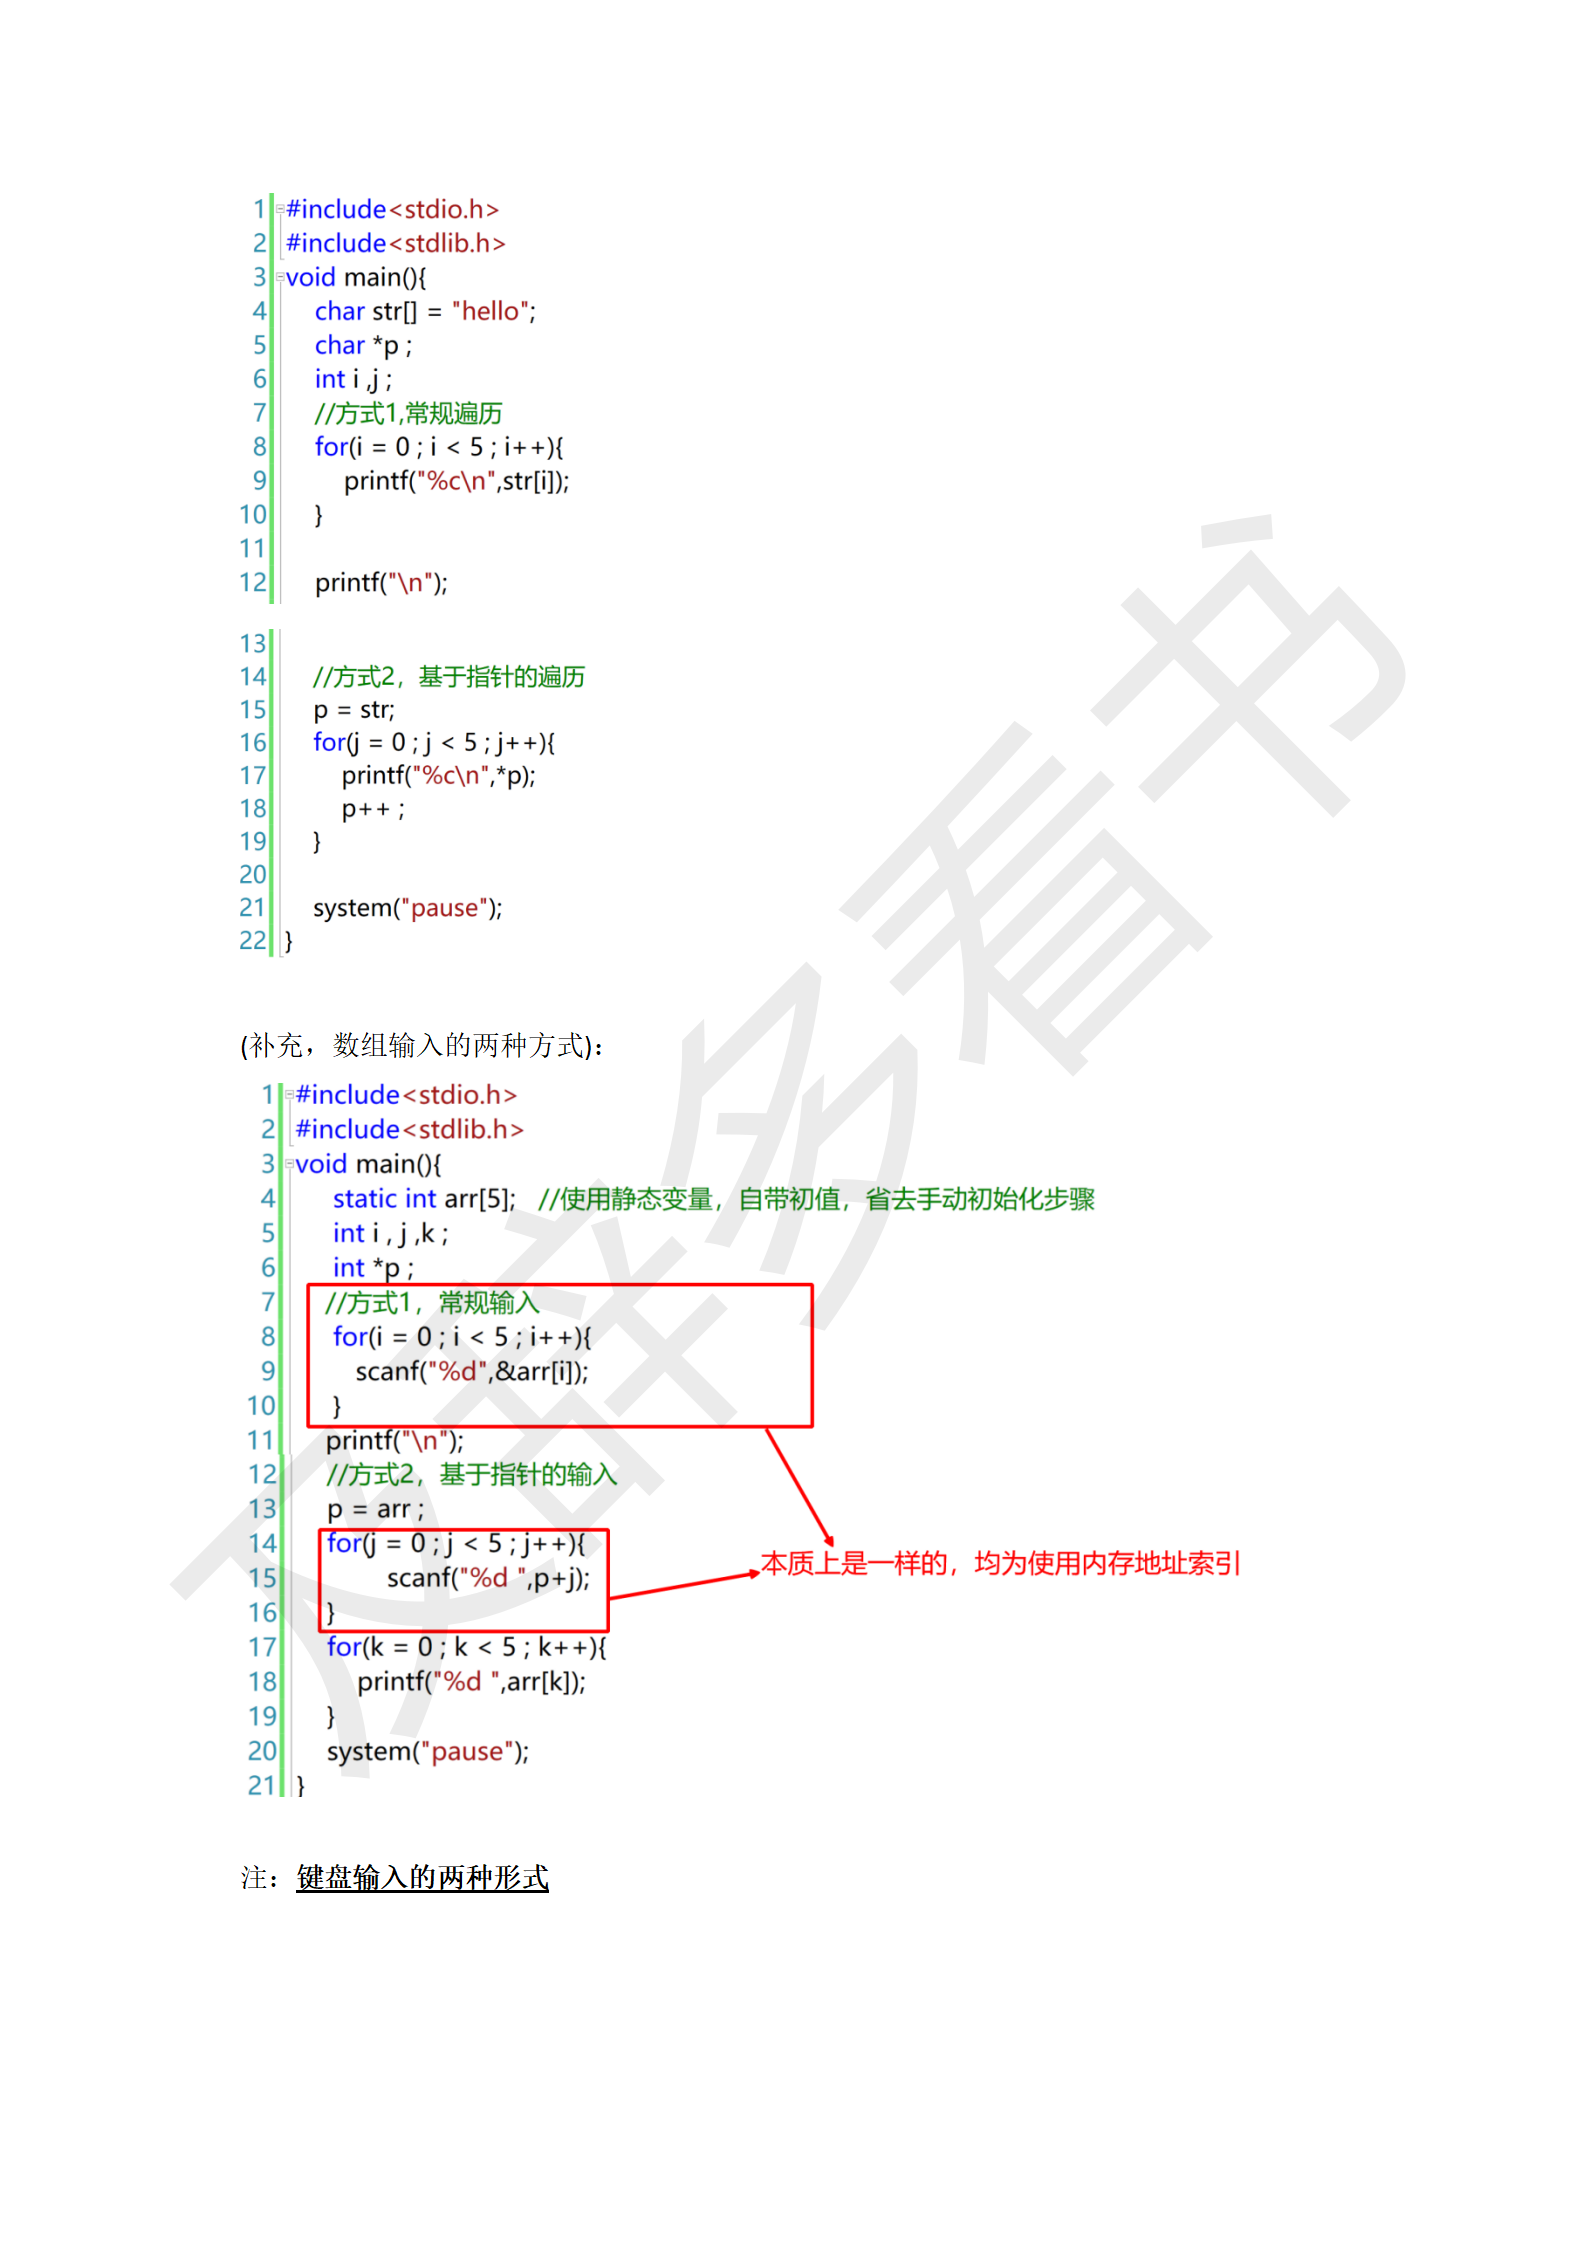 1 #include<stdio.h>
2 #include<stdlib.h>
3 void main(){
4 char str[] = "hello";
5 char *p ;
6 int i ,j ;
7 //方式1,常规遍历
8 for(i = 0 ; i < 5 ; i++){
9 printf("%c\n",str[i]);
10 }
11
12 printf("\n");
13
14 //方式2，基于指针的遍历
15 p = str;
16 for(j = 0 ; j < 5 ; j++){
17 printf("%c\n",*p);
18 p++ ;
19 }
20
21 system("pause");
22 }
(补充，数组输入的两种方式)：
1 #include<stdio.h>
2 #include<stdlib.h>
3 void main(){
4 static int arr[5]; //使用静态变量，自带初值，省去手动初始化步骤
5 int i , j ,k ;
6 int *p ;
7 //方式1，常规输入
8 for(i = 0 ; i < 5 ; i++){
9 scanf("%d",&arr[i]);
10 }
11 printf("\n");
12 //方式2，基于指针的输入
13 p = arr ;
14 for(j = 0 ; j < 5 ; j++){
15 scanf("%d ",p+j);
16 }
本质上是一样的，均为使用内存地址索引
17 for(k = 0 ; k < 5 ; k++){
18 printf("%d ",arr[k]);
19 }
20 system("pause");
21 }
注：键盘输入的两种形式
不辞多看书